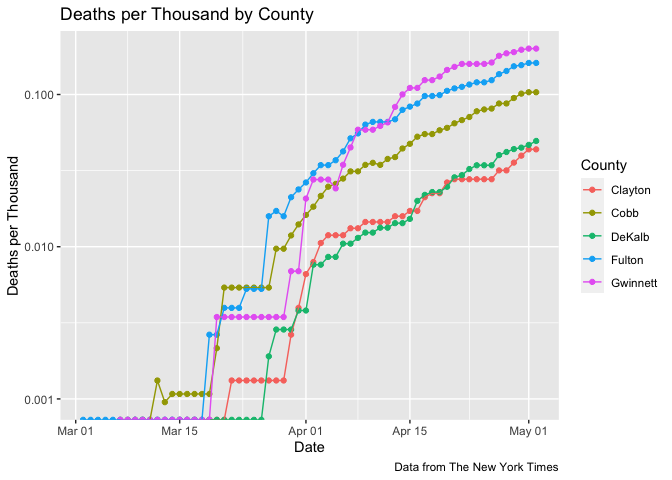 Deaths per Thousand by County
Deaths per Thousand
0.100
0.010
0.001
Mar 01
Mar 15
Apr 01
Apr 15
May 01
Date
County
Clayton
Cobb
DeKalb
Fulton
Gwinnett
Data from The New York Times